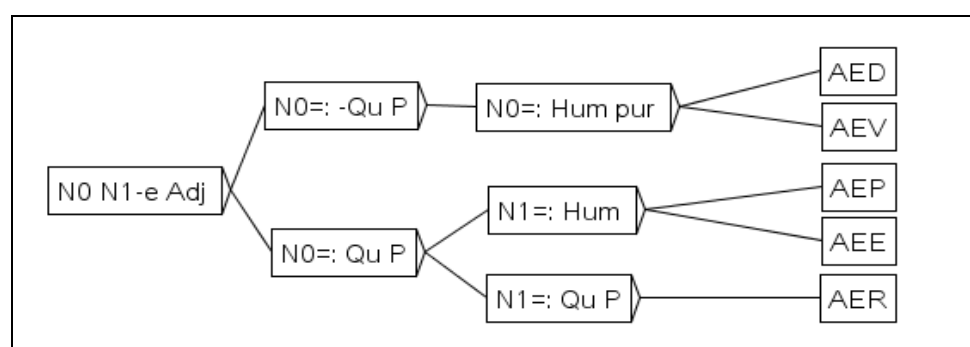 AED
N0=: -Qu P
N0=: Hum pur
AEV
N0 N1-e Adj
AEP
N1=: Hum
N0=: Qu P
AEE
N1=: Qu P
AER